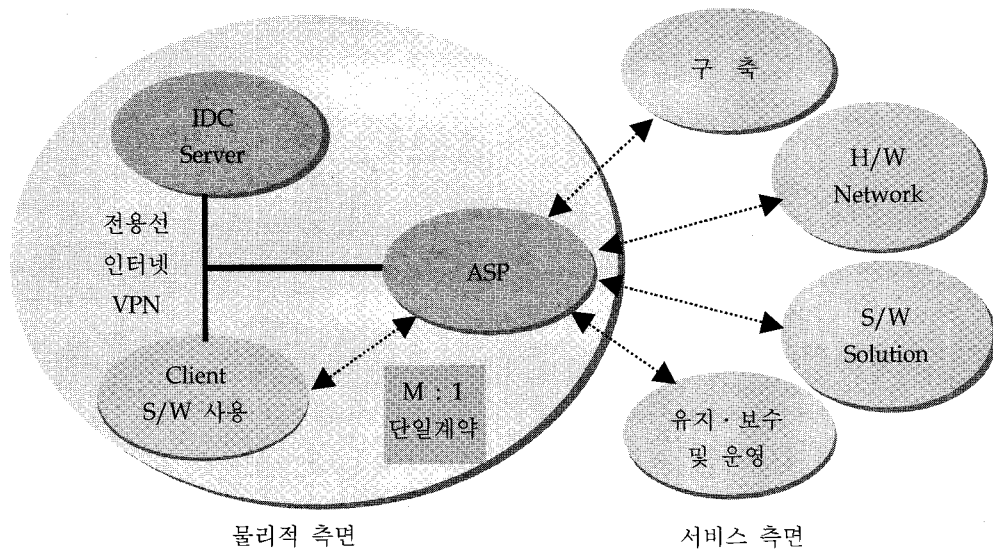 IDC
Server
전용선
인터넷
VPN
ASP
Client
S/W 사용
M : 1
단일계약
구 축
H/W
Network
S/W
Solution
유지 · 보수
및 운영
물리적 측면
서비스 측면